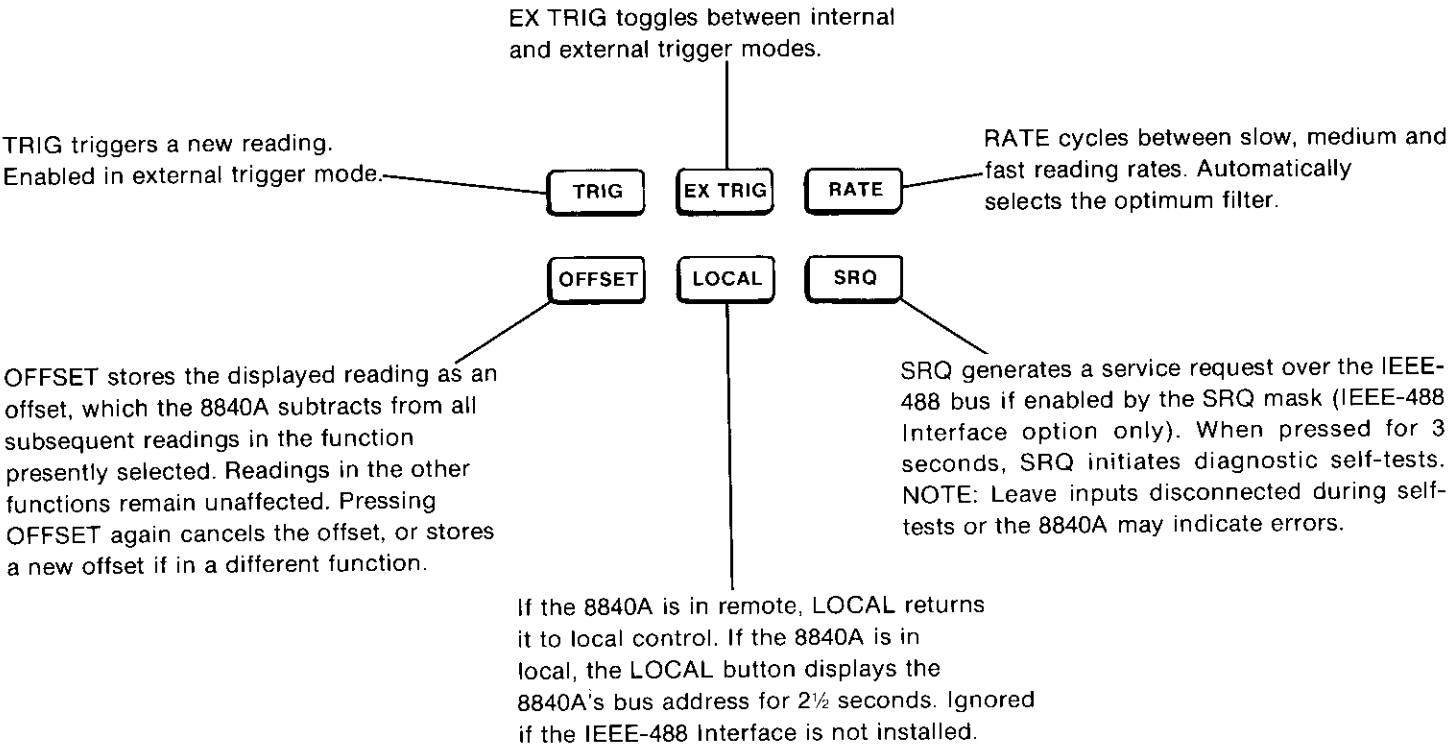 EX TRIG toggles between internal
and external trigger modes.
TRIG triggers a new reading.
Enabled in external trigger mode.
RATE cycles between slow, medium and
fast reading rates. Automatically
selects the optimum filter.
TRIG
EX TRIG
RATE
OFFSET
LOCAL
SRQ
OFFSET stores the displayed reading as an
offset, which the 8840A subtracts from all
subsequent readings in the function
presently selected. Readings in the other
functions remain unaffected. Pressing
OFFSET again cancels the offset, or stores
a new offset if in a different function.
SRQ generates a service request over the IEEE-
488 bus if enabled by the SRQ mask (IEEE-488
Interface option only). When pressed for 3
seconds, SRQ initiates diagnostic self-tests.
NOTE: Leave inputs disconnected during self-
tests or the 8840A may indicate errors.
If the 8840A is in remote, LOCAL returns
it to local control. If the 8840A is in
local, the LOCAL button displays the
8840A's bus address for 2½ seconds. Ignored
if the IEEE-488 Interface is not installed.